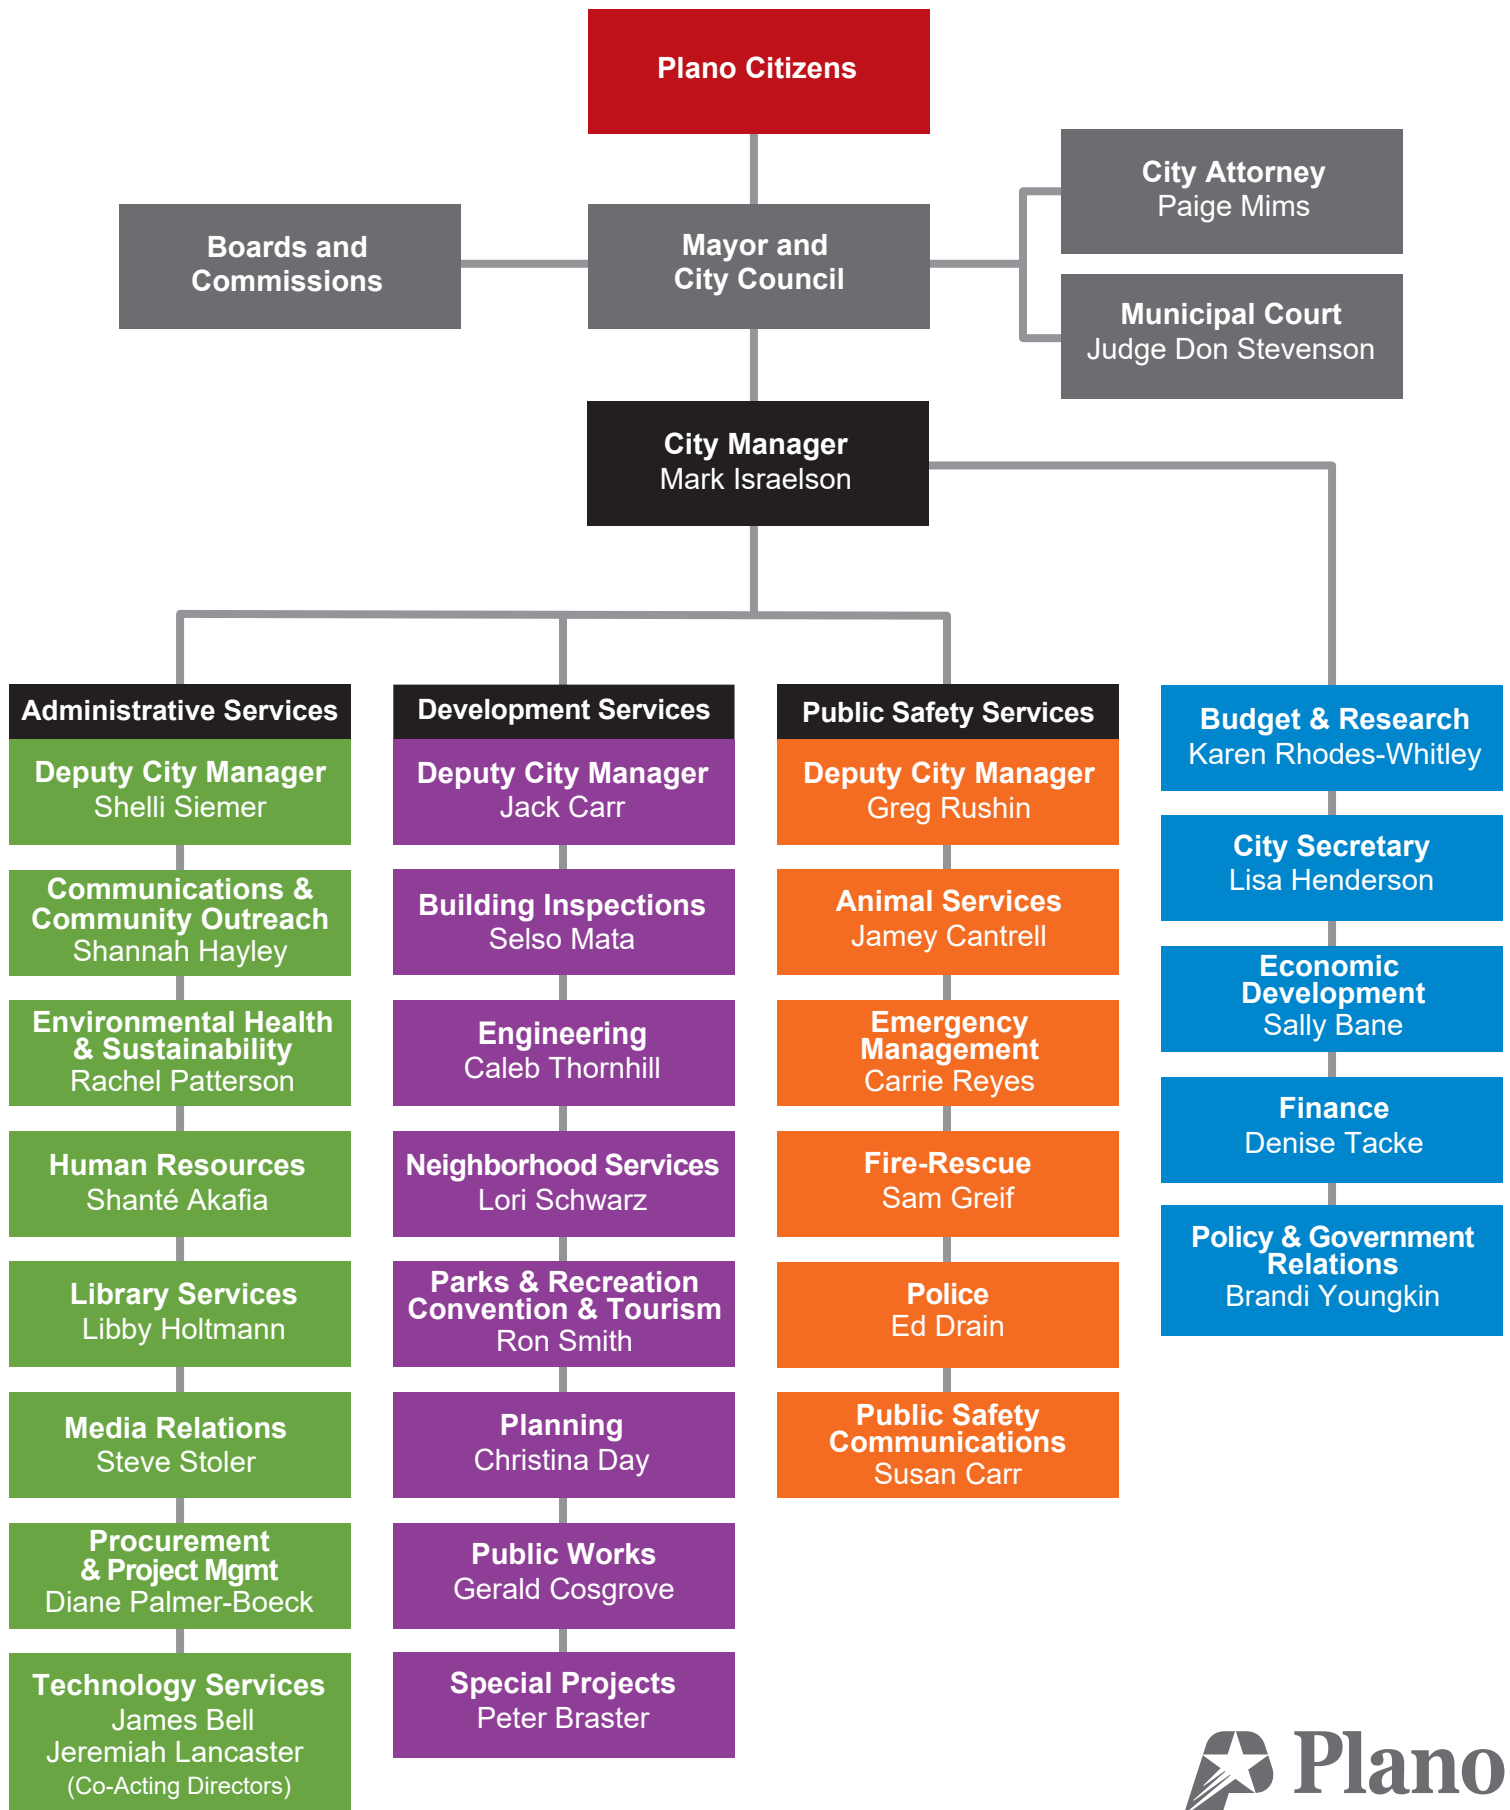 Plano Citizens
City Attorney
Paige Mims
Boards and
Commissions
Mayor and
City Council
Municipal Court
Judge Don Stevenson
City Manager
Mark Israelson
Administrative Services
Deputy City Manager
Shelli Siemer
Communications &
Community Outreach
Shannah Hayley
Environmental Health
& Sustainability
Rachel Patterson
Human Resources
Shanté Akafia
Library Services
Libby Holtmann
Media Relations
Steve Stoler
Procurement
& Project Mgmt
Diane Palmer-Boeck
Technology Services
James Bell
Jeremiah Lancaster
(Co-Acting Directors)
Development Services
Deputy City Manager
Jack Carr
Building Inspections
Selso Mata
Engineering
Caleb Thornhill
Neighborhood Services
Lori Schwarz
Parks & Recreation
Convention & Tourism
Ron Smith
Planning
Christina Day
Public Works
Gerald Cosgrove
Special Projects
Peter Braster
Public Safety Services
Deputy City Manager
Greg Rushin
Animal Services
Jamey Cantrell
Emergency
Management
Carrie Reyes
Fire-Rescue
Sam Greif
Police
Ed Drain
Public Safety
Communications
Susan Carr
Budget & Research
Karen Rhodes-Whitley
City Secretary
Lisa Henderson
Economic
Development
Sally Bane
Finance
Denise Tacke
Policy & Government
Relations
Brandi Youngkin
Plano